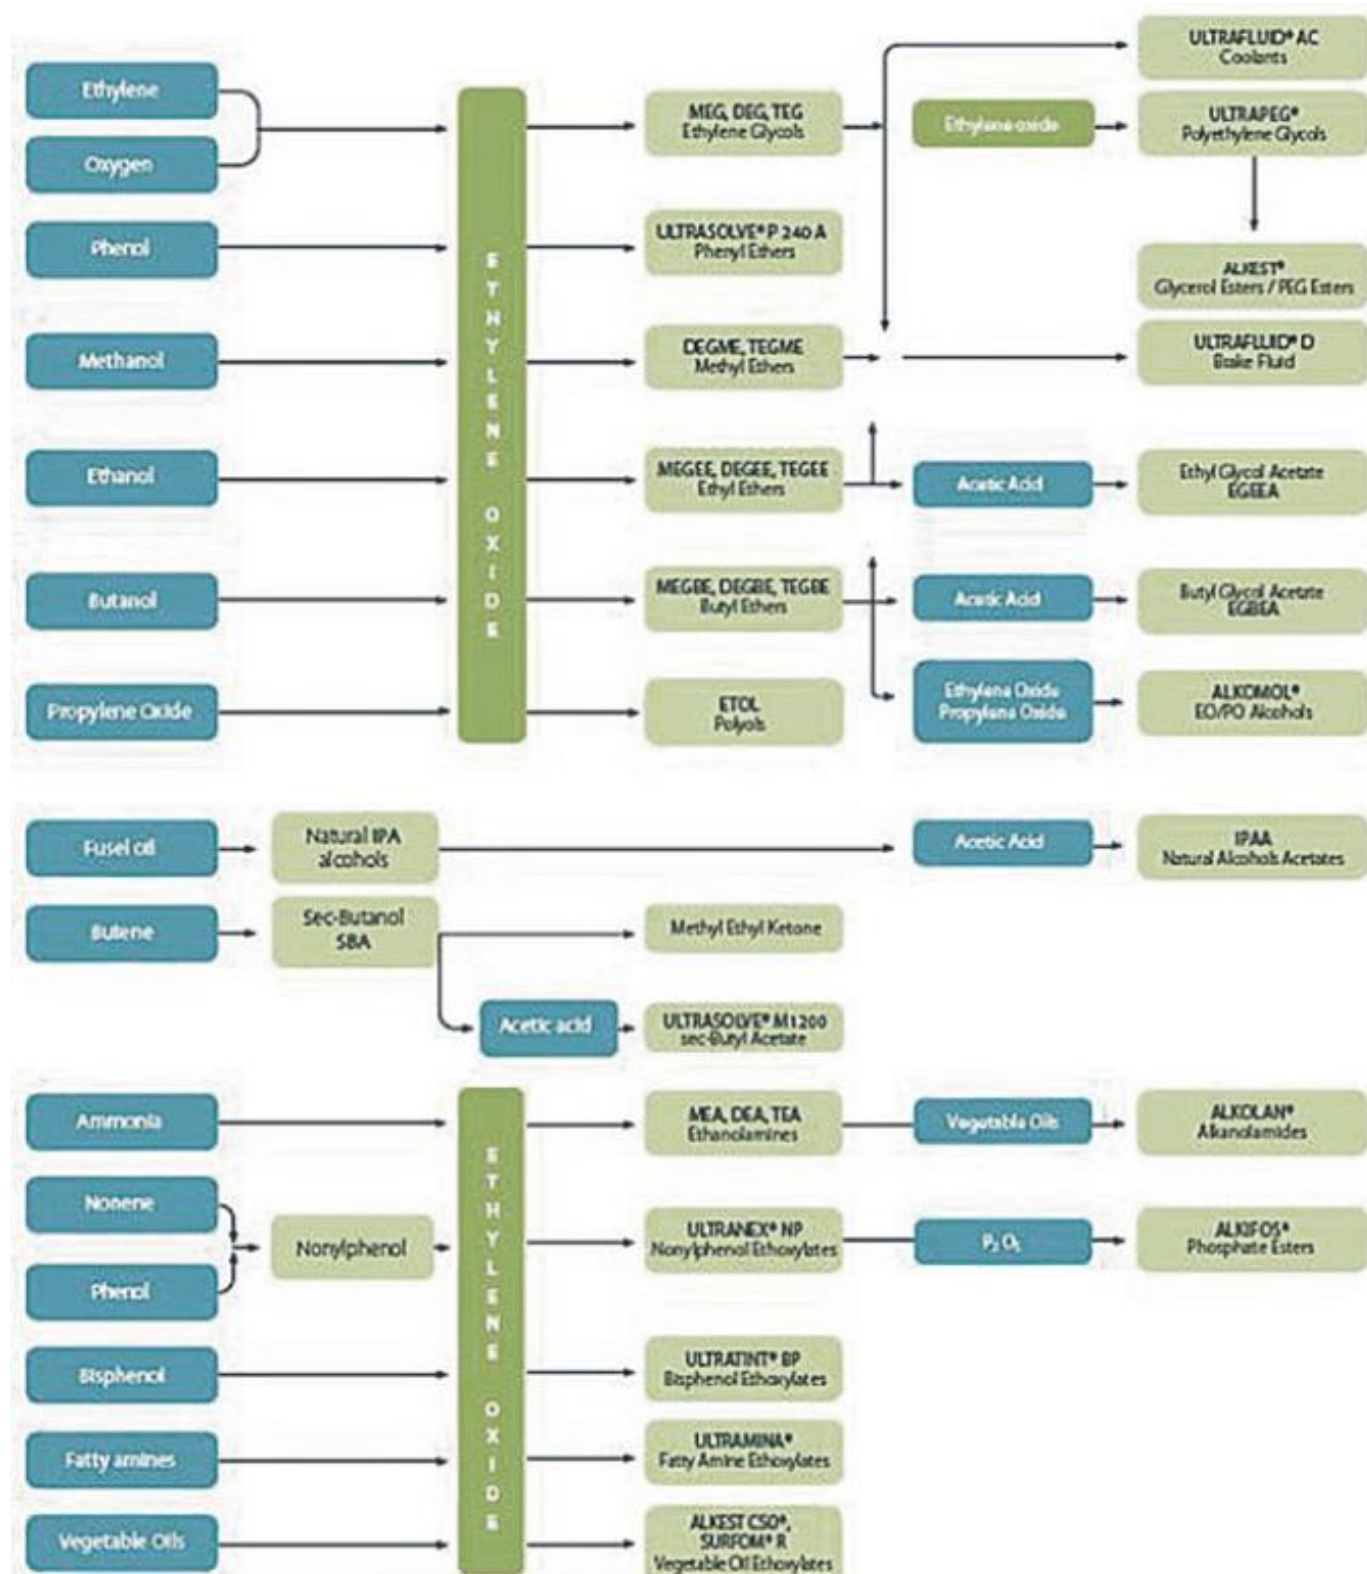 Ethylene
Oxygen
Phenol
Methanol
Ethanol
Butanol
Propylene Oxide
ETHYLENE OXIDE
MEG, DEG, TEG
Ethylene Glycols
ULTRASOLVE® P 240 A
Phenyl Ethers
DEGME, TEGME
Methyl Ethers
MEGEE, DEGEE, TEGEE
Ethyl Ethers
MEGBE, DEGBE, TEGBE
Butyl Ethers
ETOL
Polyols
Ethylene oxide
Acetic Acid
Acetic Acid
Ethylene Oxide
Propylene Oxide
ULTRAFLUID® AC
Coolants
ULTRAPEG®
Polyethylene Glycols
ALKEST®
Glycerol Esters / PEG Esters
ULTRAFLUID® D
Brake Fluid
Ethyl Glycol Acetate
EGEEA
Butyl Glycol Acetate
EGBEA
ALKOMOL®
EO/PO Alcohols
Fusel oil
Natural IPA
alcohols
Acetic Acid
IPAA
Natural Alcohols Acetates
Butene
Sec-Butanol
SBA
Methyl Ethyl Ketone
Acetic acid
ULTRASOLVE® M1200
sec-Butyl Acetate
Ammonia
Nonene
Phenol
Nonylphenol
Bisphenol
Fatty amines
Vegetable Oils
ETHYLENE OXIDE
MEA, DEA, TEA
Ethanolamines
ULTRANEX® NP
Nonylphenol Ethoxylates
ULTRATINT® BP
Bisphenol Ethoxylates
ULTRAMINA®
Fatty Amine Ethoxylates
ALKEST CSO®,
SURFOM® R
Vegetable Oil Ethoxylates
Vegetable Oils
P₂O₅
ALKOLAN®
Alkanolamides
ALKIFOS®
Phosphate Esters